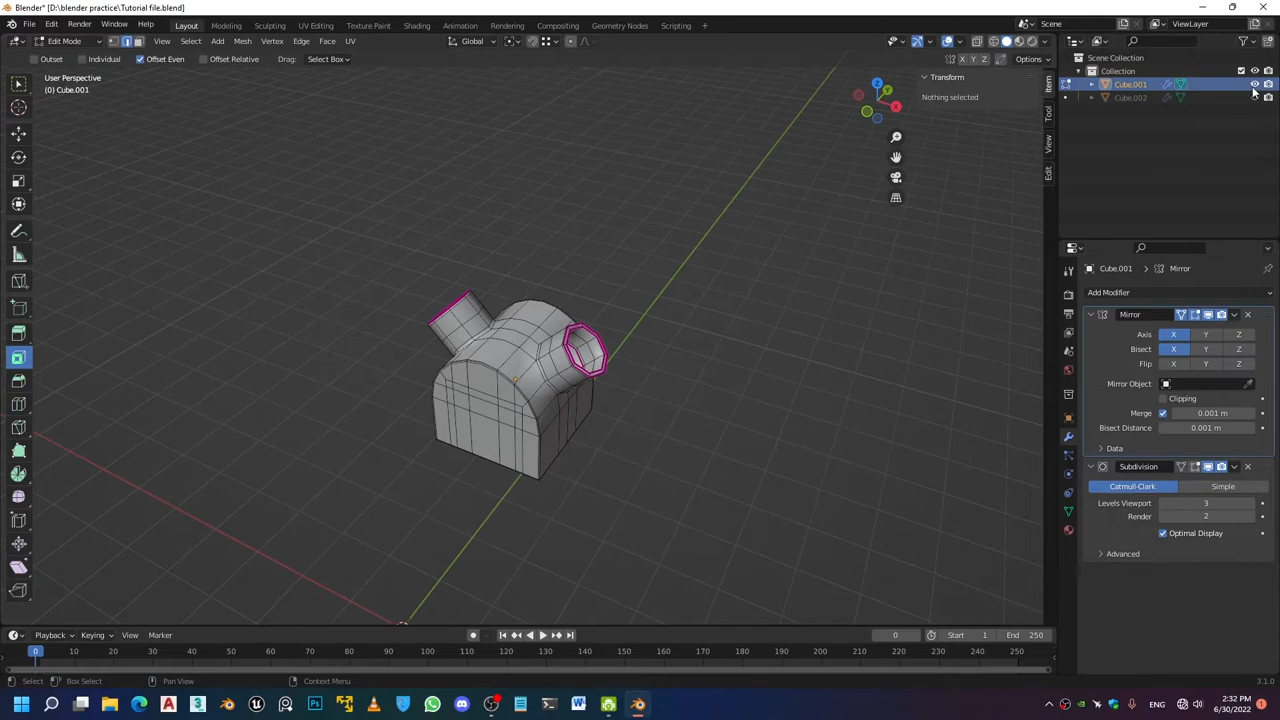 Blender* [D:\blender practice\Tutorial file.blend]
File Edit Render Window Help Layout Modeling Sculpting UV Editing Texture Paint Shading Animation Rendering Compositing Geometry Nodes Scripting + Scene ViewLayer
Edit Mode View Select Add Mesh Vertex Edge Face UV Global
Outset Individual Offset Even Offset Relative Drag: Select Box X Y Z Options
User Perspective
(0) Cube.001
Transform
Nothing selected
Z
X
Item
Tool
View
Edit
Scene Collection
Collection
Cube.001
Cube.002
Cube.001 Mirror
Add Modifier
Mirror
Axis X Y Z
Bisect X Y Z
Flip X Y Z
Mirror Object
Clipping
Merge 0.001 m
Bisect Distance 0.001 m
Data
Subdivision
Catmull-Clark Simple
Levels Viewport 3
Render 2
Optimal Display
Advanced
Playback Keying View Marker 0 Start 1 End 250
0 10 20 30 40 50 60 70 80 90 100 110 120 130 140 150 160 170 180 190 200 210 220 230 240 250
Select Box Select Pan View Context Menu 3.1.0
ENG 2:32 PM
6/30/2022